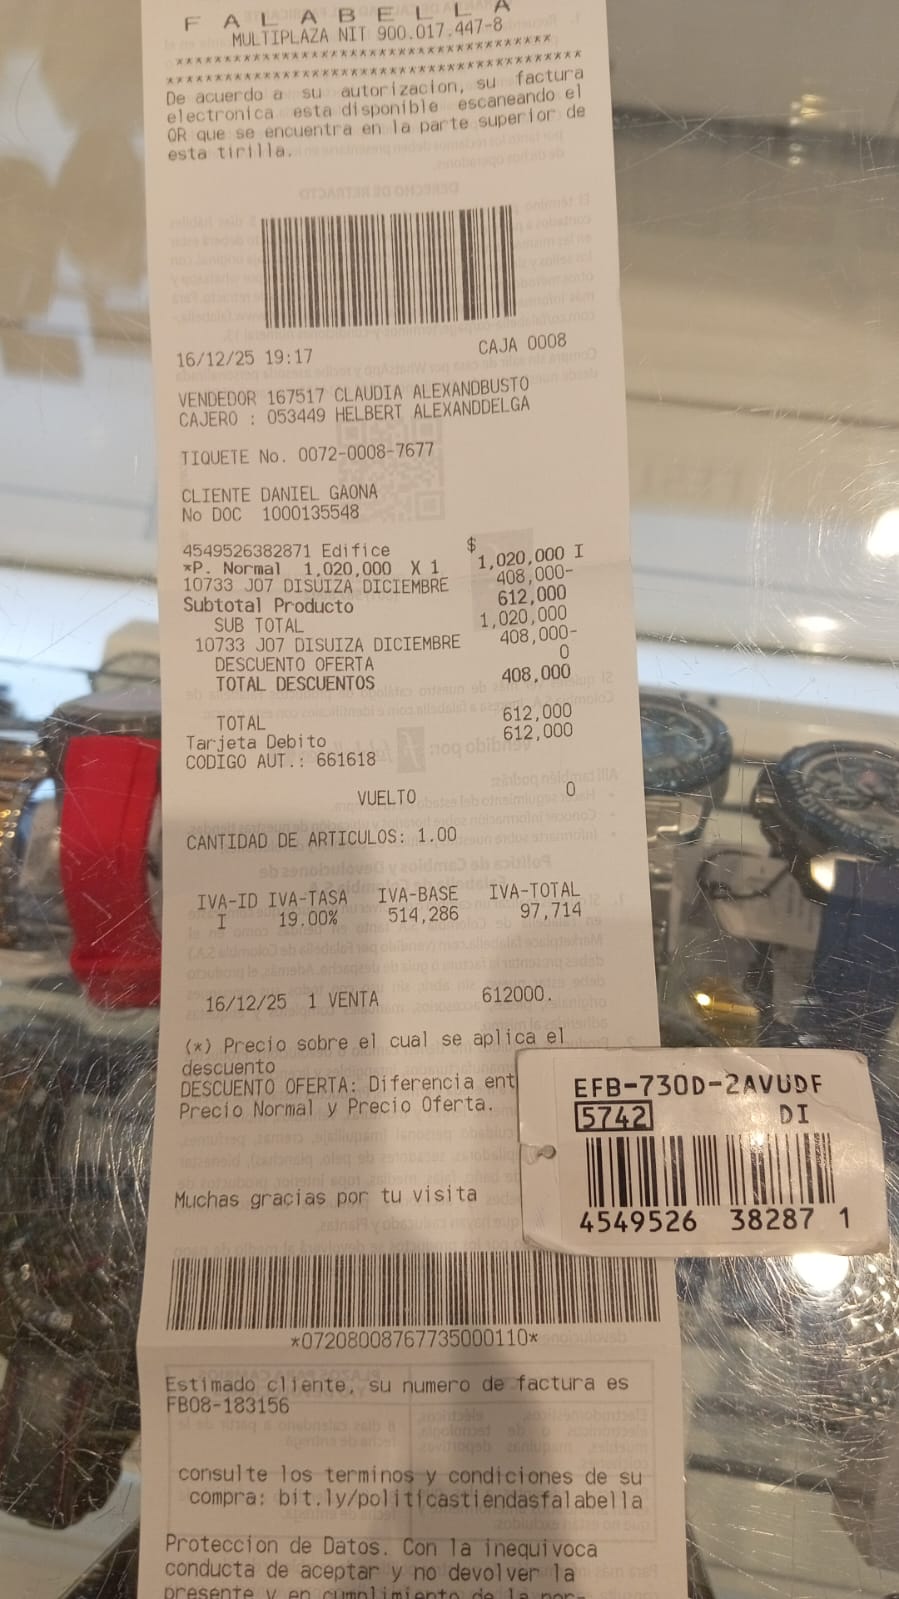 FALABELLA
MULTIPLAZA NIT 900.017.447-8
****************************************
********************************************
De acuerdo a su autorizacion, su factura
electronica esta disponible escaneando el
QR que se encuentra en la parte superior de
esta tirilla.
16/12/25 19:17 CAJA 0008
VENDEDOR 167517 CLAUDIA ALEXANDBUSTO
CAJERO : 053449 HELBERT ALEXANDDELGA
TIQUETE No. 0072-0008-7677
CLIENTE DANIEL GAONA
No DOC 1000135548
4549526382871 Edifice $ 1,020,000 I
*P. Normal 1,020,000 X 1
10733 J07 DISUIZA DICIEMBRE 408,000-
Subtotal Producto 612,000
SUB TOTAL 1,020,000
10733 J07 DISUIZA DICIEMBRE 408,000-
DESCUENTO OFERTA 0
TOTAL DESCUENTOS 408,000
TOTAL 612,000
Tarjeta Debito 612,000
CODIGO AUT.: 661618
VUELTO 0
CANTIDAD DE ARTICULOS: 1.00
IVA-ID IVA-TASA IVA-BASE IVA-TOTAL
I 19.00% 514,286 97,714
16/12/25 1 VENTA 612000.
(*) Precio sobre el cual se aplica el
descuento
DESCUENTO OFERTA: Diferencia ent
Precio Normal y Precio Oferta.
EFB-730D-2AVUDF
5742 DI
4549526 38287 1
Muchas gracias por tu visita
*07208008767735000110*
Estimado cliente, su numero de factura es
FB08-183156
consulte los terminos y condiciones de su
compra: bit.ly/politicastiendasfalabella
Proteccion de Datos. Con la inequivoca
conducta de aceptar y no devolver la
presente y en cumplimiento de la nor-